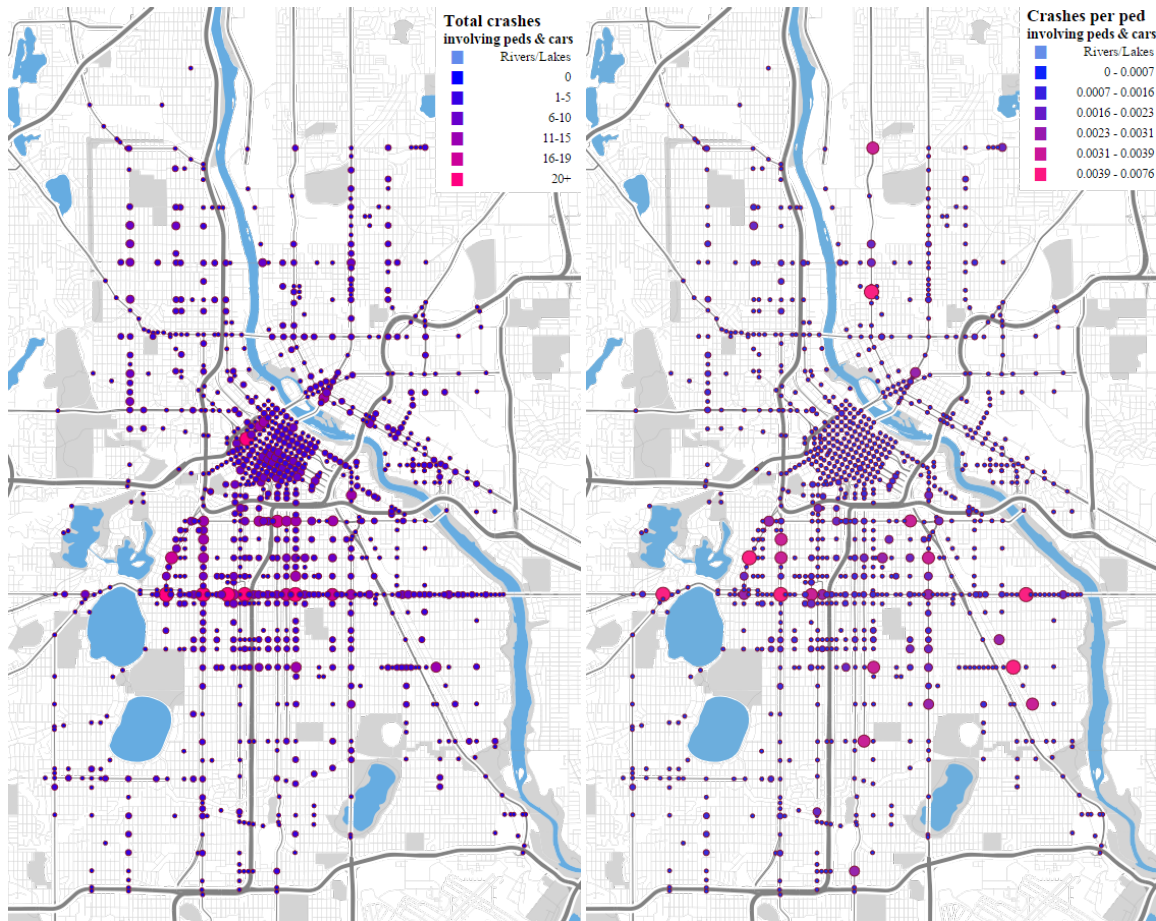 Total crashes
involving peds & cars
Rivers/Lakes
0
1-5
6-10
11-15
16-19
20+
Crashes per ped
involving peds & cars
Rivers/Lakes
0 - 0.0007
0.0007 - 0.0016
0.0016 - 0.0023
0.0023 - 0.0031
0.0031 - 0.0039
0.0039 - 0.0076